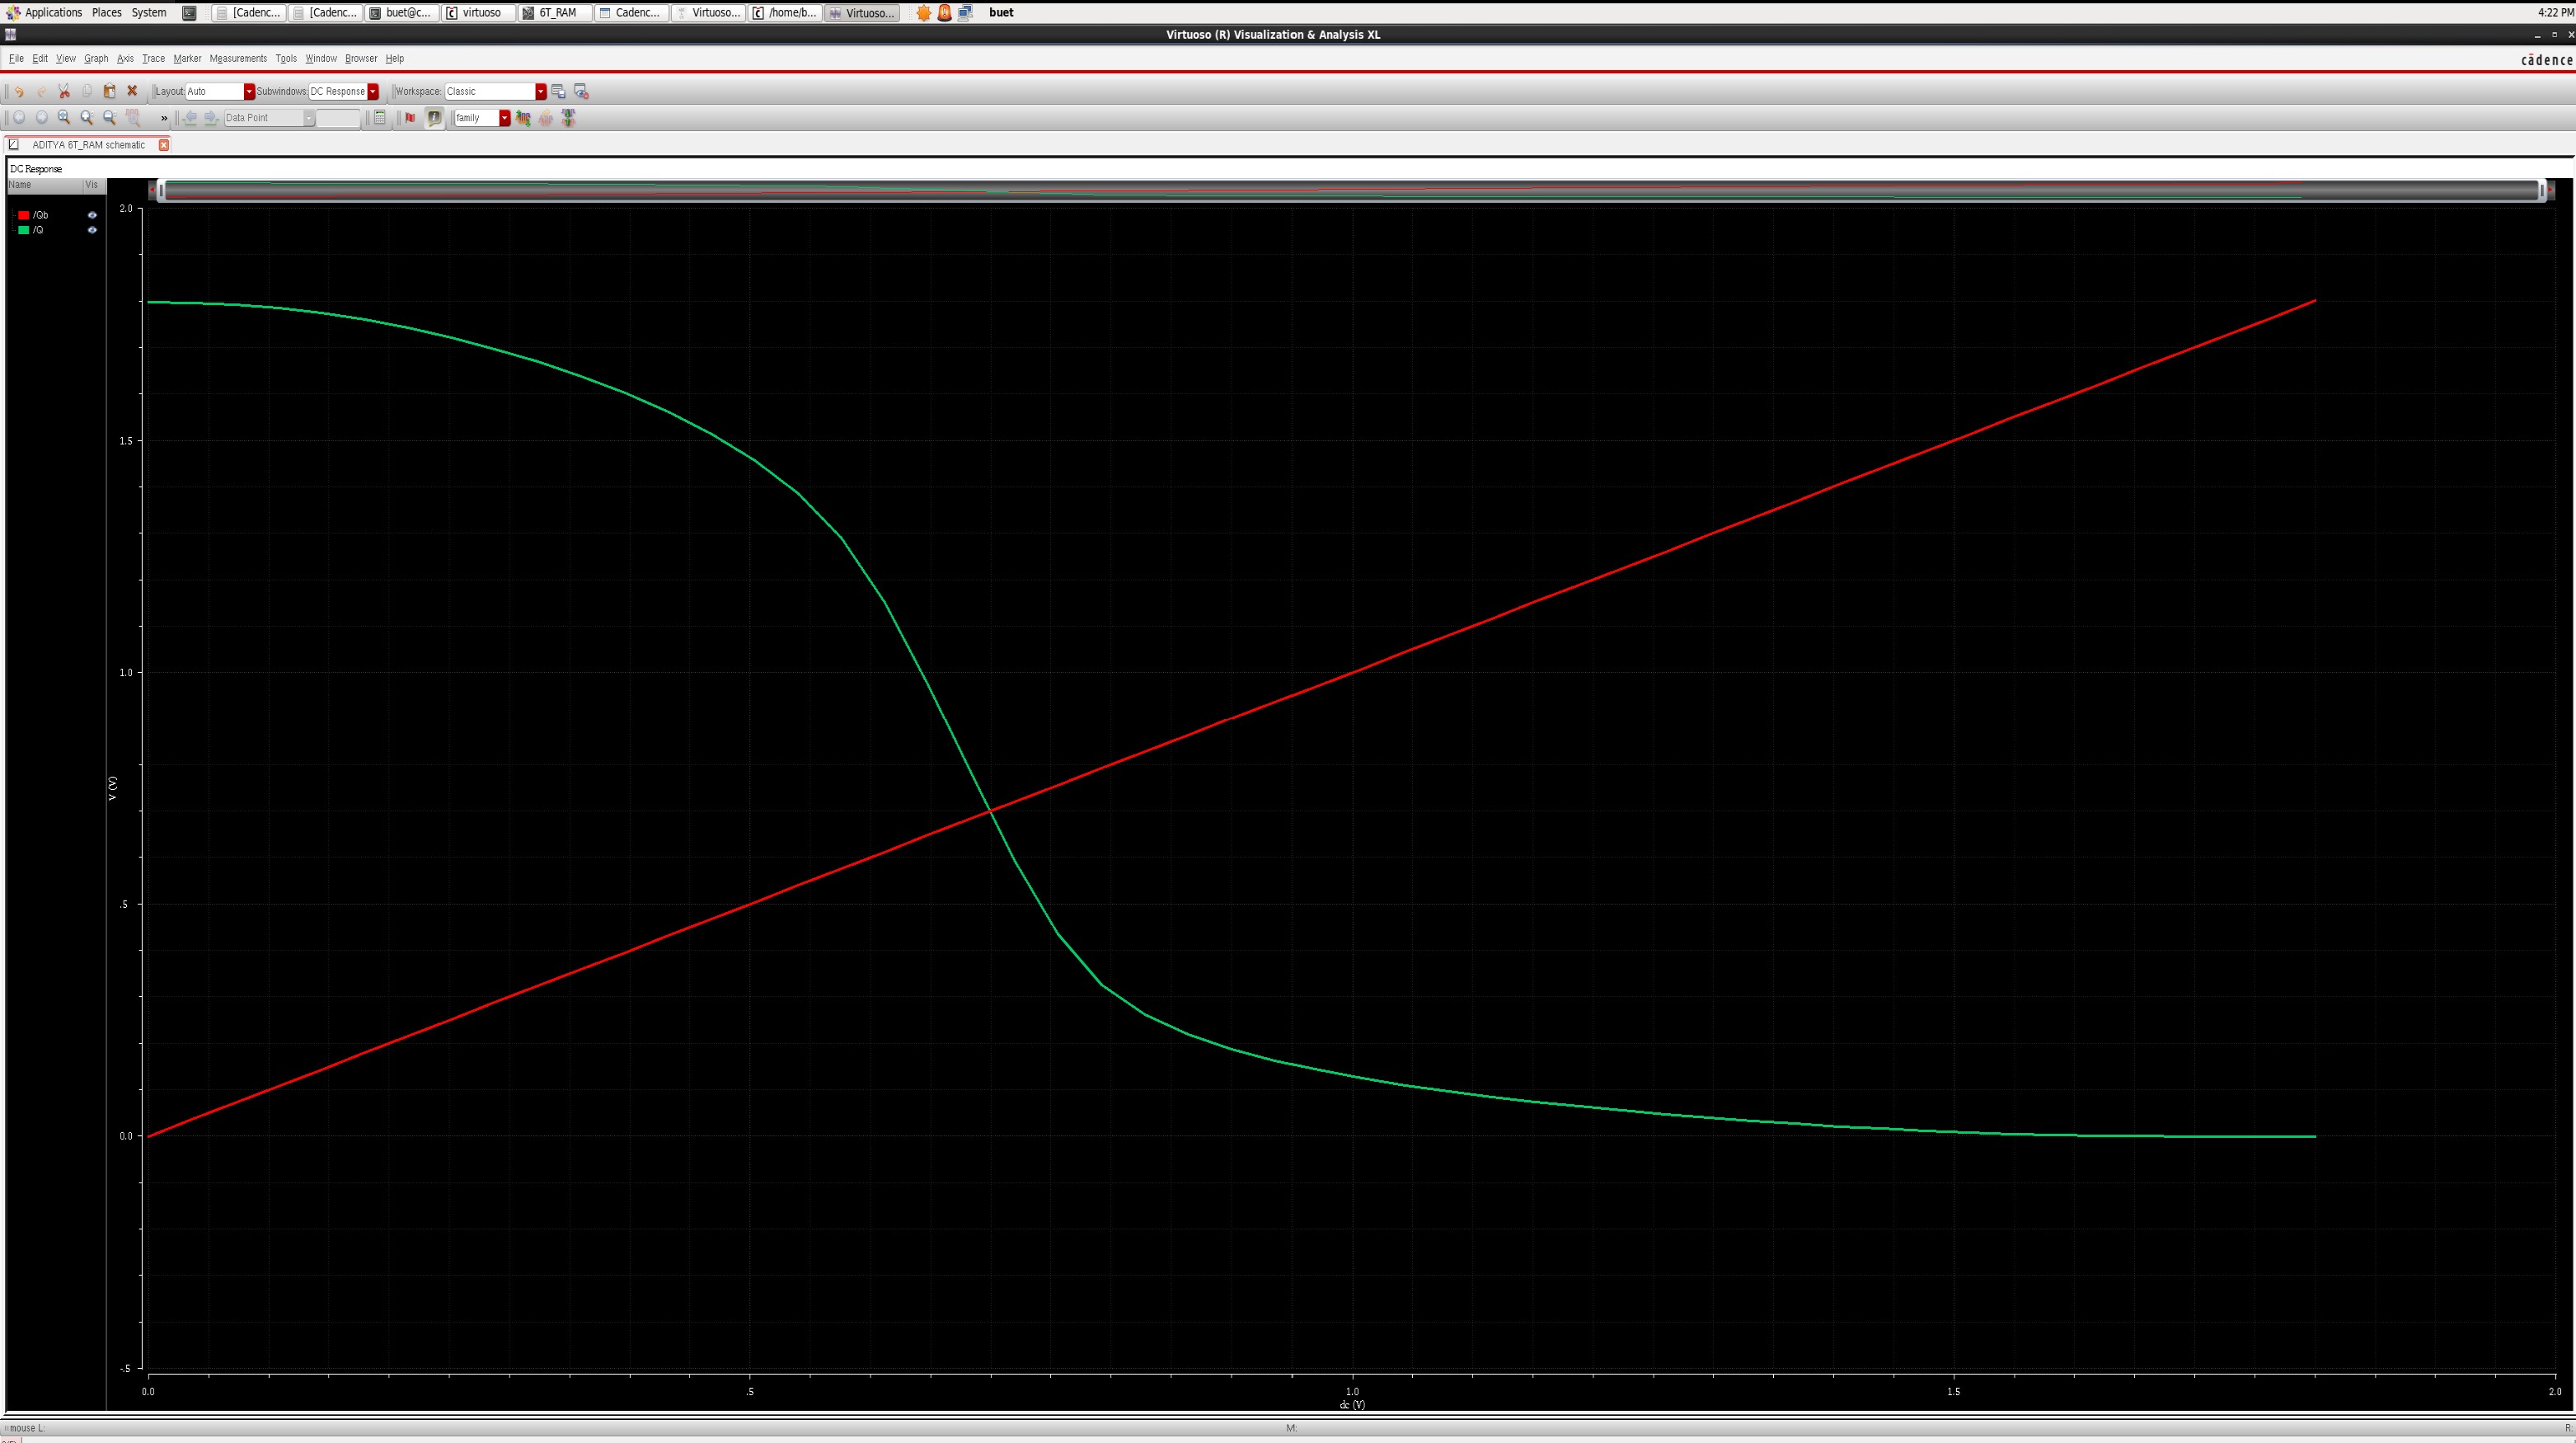 Applications Places System [Cadenc... [Cadenc... buet@c... virtuoso 6T_RAM Cadenc... Virtuoso... /home/b... Virtuoso... buet 4:22 PM
Virtuoso (R) Visualization & Analysis XL
File Edit View Graph Axis Trace Marker Measurements Tools Window Browser Help cādence
Layout: Auto Subwindows: DC Response Workspace: Classic
» Data Point family
ADITYA 6T_RAM schematic
DC Response
Name Vis
/Qb
/Q
2.0
1.5
1.0
V (V)
.5
0.0
-.5
0.0 .5 1.0 1.5 2.0
dc (V)
mouse L: M: R: